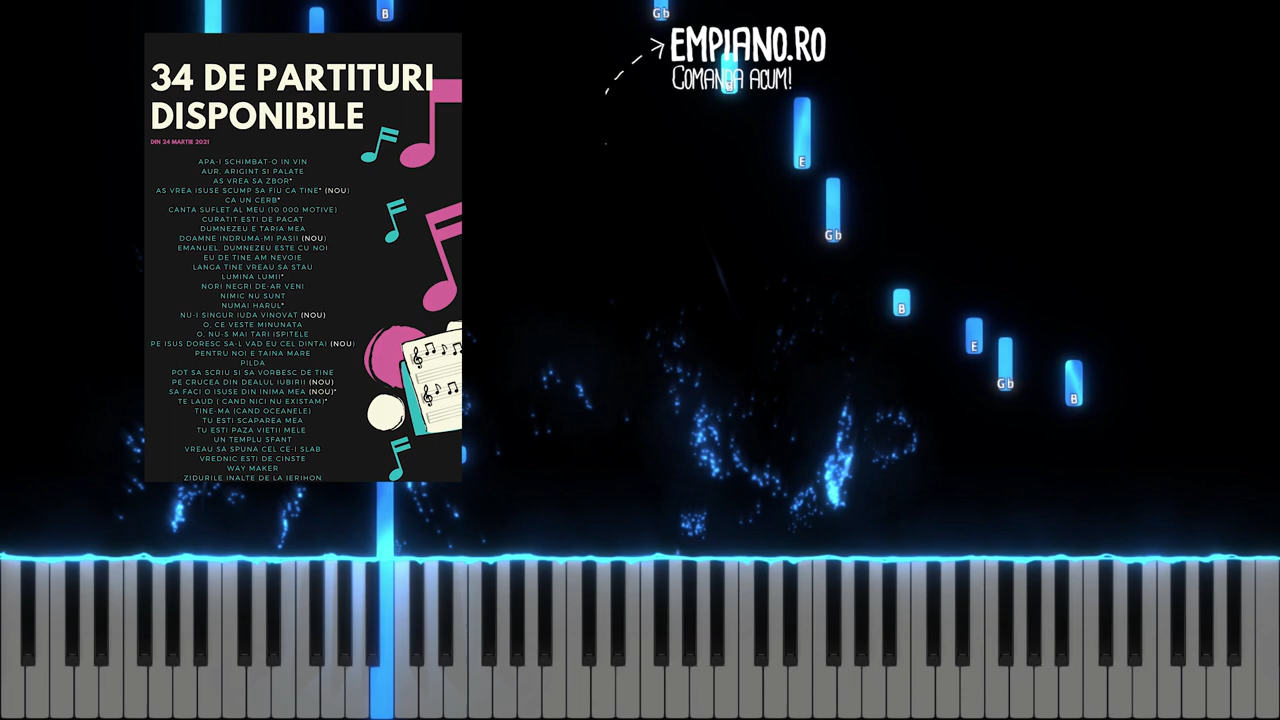 B
Gb
EMPIANO.RO
COMANDA ACUM!
34 DE PARTITURI
DISPONIBILE
DIN 24 MARTIE 2021
APA-I SCHIMBAT-O IN VIN
AUR, ARIGINT SI PALATE
AS VREA SA ZBOR*
AS VREA ISUSE SCUMP SA FIU CA TINE* (NOU)
CA UN CERB*
CANTA SUFLET AL MEU (10 000 MOTIVE)
CURATIT ESTI DE PACAT
DUMNEZEU E TARIA MEA
DOAMNE INDRUMA-MI PASII (NOU)
EMANUEL, DUMNEZEU ESTE CU NOI
EU DE TINE AM NEVOIE
LANGA TINE VREAU SA STAU
LUMINA LUMII*
NORI NEGRI DE-AR VENI
NIMIC NU SUNT
NUMAI HARUL*
NU-I SINGUR IUDA VINOVAT (NOU)
O, CE VESTE MINUNATA
O, NU-S MAI TARI ISPITELE
PE ISUS DORESC SA-L VAD EU CEL DINTAI (NOU)
PENTRU NOI E TAINA MARE
PILDA
POT SA SCRIU SI SA VORBESC DE TINE
PE CRUCEA DIN DEALUL IUBIRII (NOU)
SA FACI O ISUSE DIN INIMA MEA (NOU)*
TE LAUD ( CAND NICI NU EXISTAM)*
TINE-MA (CAND OCEANELE)
TU ESTI SCAPAREA MEA
TU ESTI PAZA VIETII MELE
UN TEMPLU SFANT
VREAU SA SPUNA CEL CE-I SLAB
VREDNIC ESTI DE CINSTE
WAY MAKER
ZIDURILE INALTE DE LA IERIHON
E
Gb
B
E
Gb
B